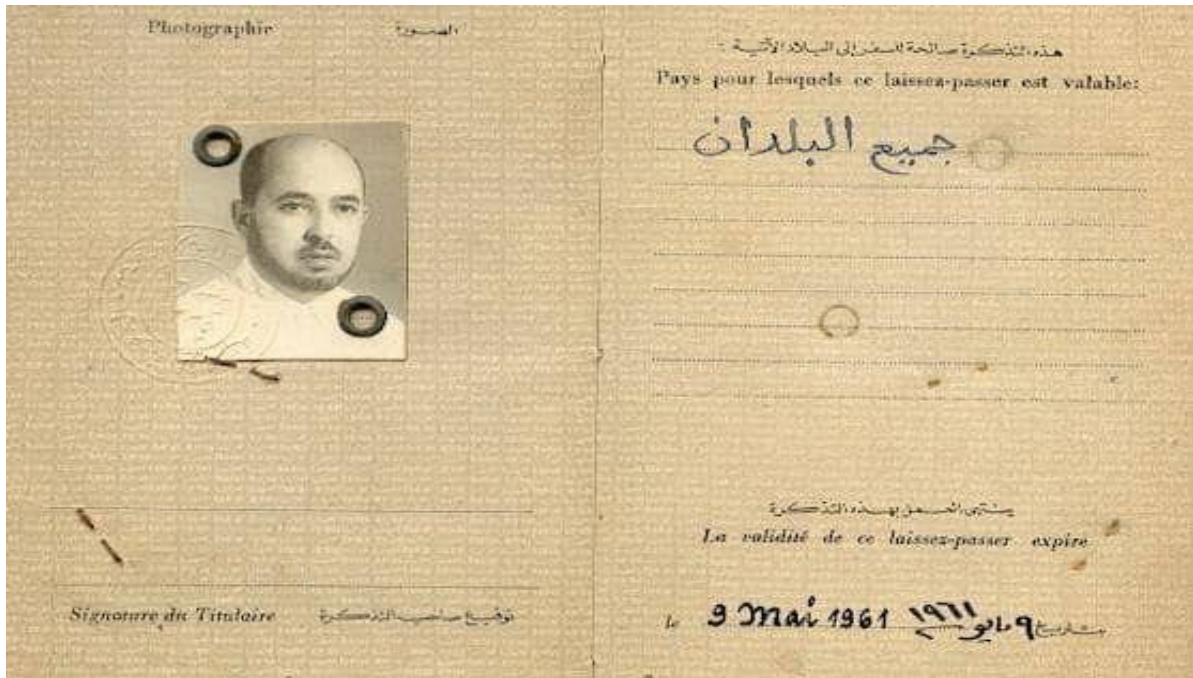 Photographie الصورة
Signature du Titulaire توقيع صاحب التذكرة
هذه التذكرة صالحة للسفر إلى البلاد الآتية :
Pays pour lesquels ce laissez-passer est valable:
جميع البلدان
ينتهى العمل بهذه التذكرة
La validité de ce laissez-passer expire
le 9 Mai 1961 ٩ مايو ١٩٦١ بتاريخ